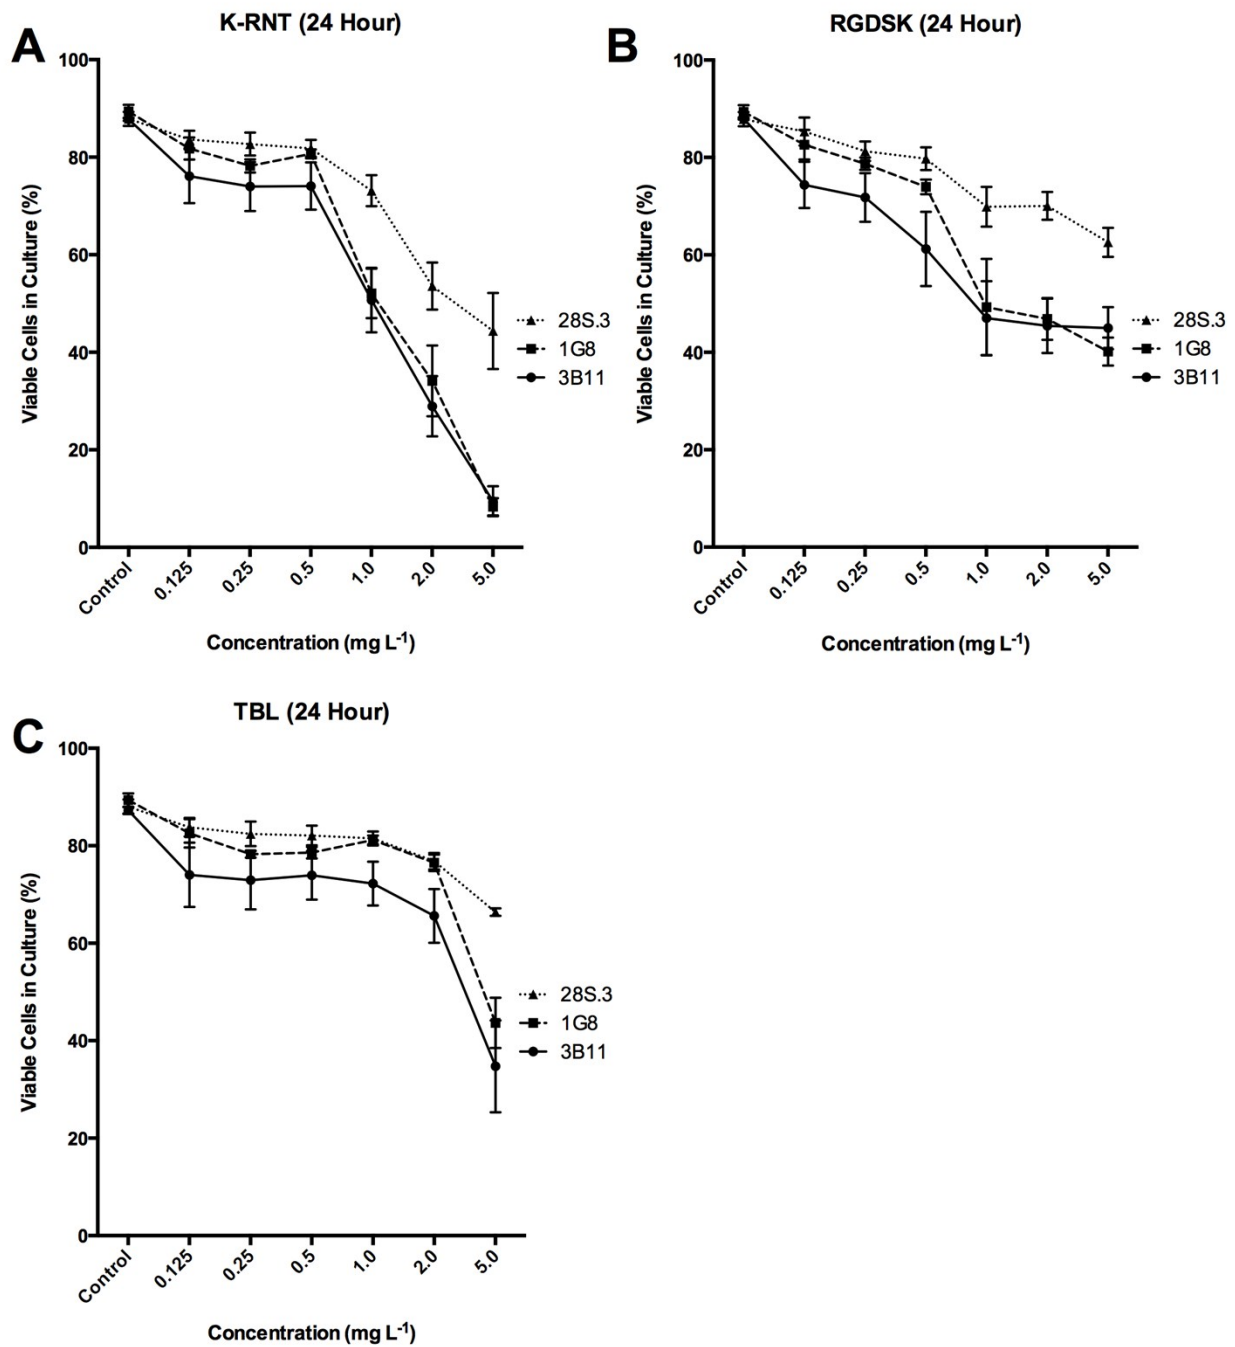 A
K-RNT (24 Hour)
100
80
60
40
20
0
Viable Cells in Culture (%)
Control
0.125
0.25
0.5
1.0
2.0
5.0
Concentration (mg L⁻¹)
28S.3
1G8
3B11
B
RGDSK (24 Hour)
100
80
60
40
20
0
Viable Cells in Culture (%)
Control
0.125
0.25
0.5
1.0
2.0
5.0
Concentration (mg L⁻¹)
28S.3
1G8
3B11
C
TBL (24 Hour)
100
80
60
40
20
0
Viable Cells in Culture (%)
Control
0.125
0.25
0.5
1.0
2.0
5.0
Concentration (mg L⁻¹)
28S.3
1G8
3B11